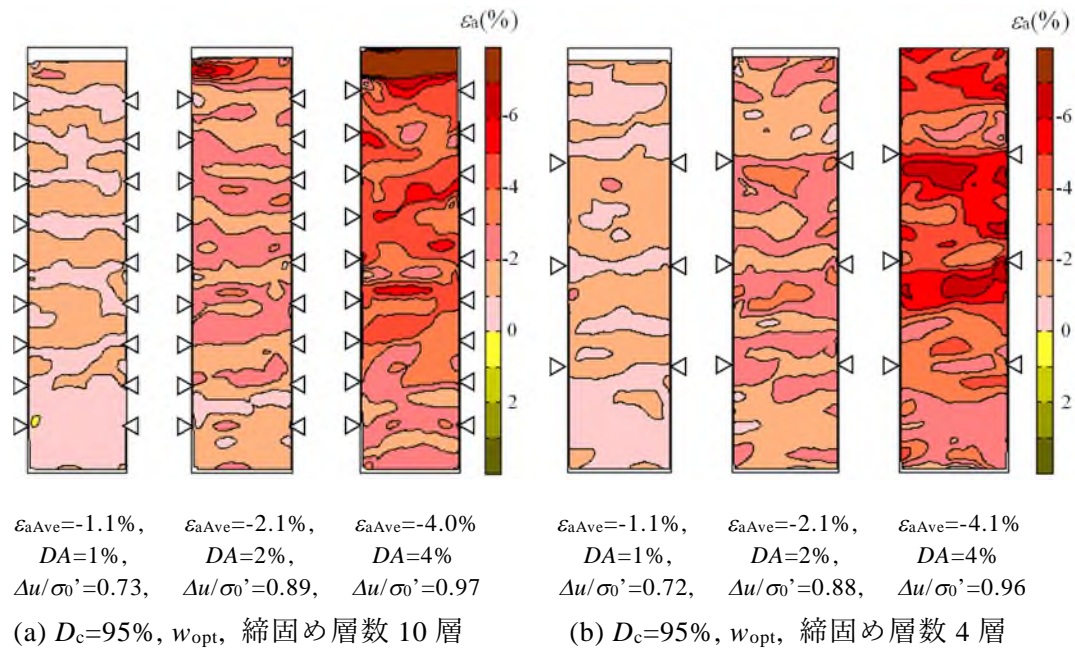 εa(%)
-6
-4
-2
0
2
εa(%)
-6
-4
-2
0
2
εaAve=-1.1%,
DA=1%,
Δu/σ0’=0.73,
εaAve=-2.1%,
DA=2%,
Δu/σ0’=0.89,
εaAve=-4.0%
DA=4%
Δu/σ0’=0.97
εaAve=-1.1%,
DA=1%,
Δu/σ0’=0.72,
εaAve=-2.1%,
DA=2%,
Δu/σ0’=0.88,
εaAve=-4.1%
DA=4%
Δu/σ0’=0.96
(a) Dc=95%, wopt, 締固め層数 10 層
(b) Dc=95%, wopt, 締固め層数 4 層